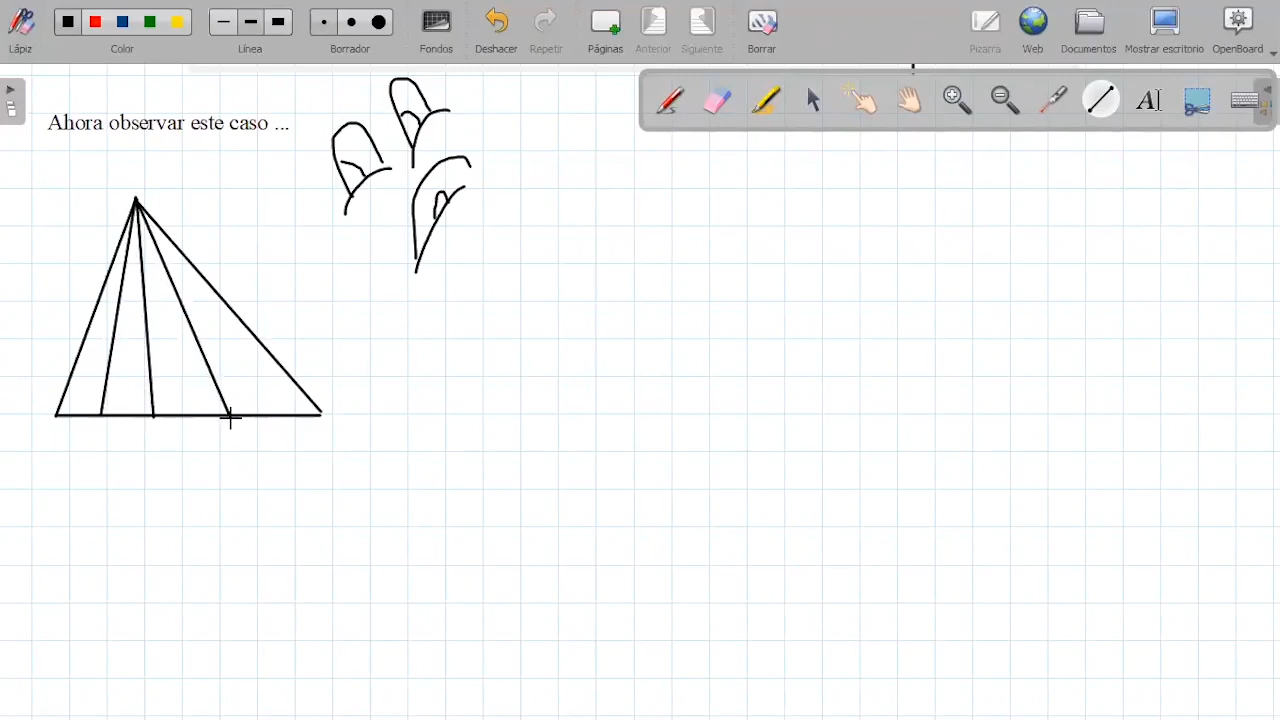 Lápiz Color Línea Borrador Fondos Deshacer Repetir Páginas Anterior Siguiente Borrar Pizarra Web Documentos Mostrar escritorio OpenBoard
A
Ahora observar este caso ...